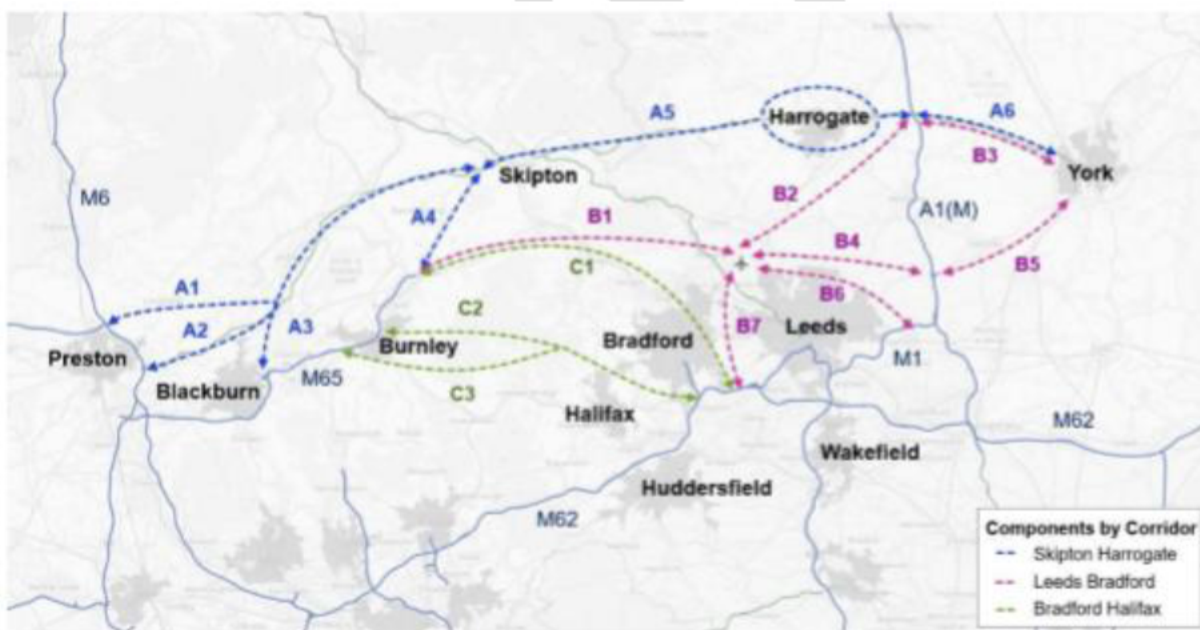 A5
Harrogate
A6
B3
York
Skipton
M6
B2
A4
B1
A1(M)
B4
C1
B5
A1
B6
C2
A2
A3
B7
Leeds
Bradford
Burnley
Preston
M1
M65
Blackburn
C3
Halifax
M62
Wakefield
Huddersfield
M62
Components by Corridor
Skipton Harrogate
Leeds Bradford
Bradford Halifax